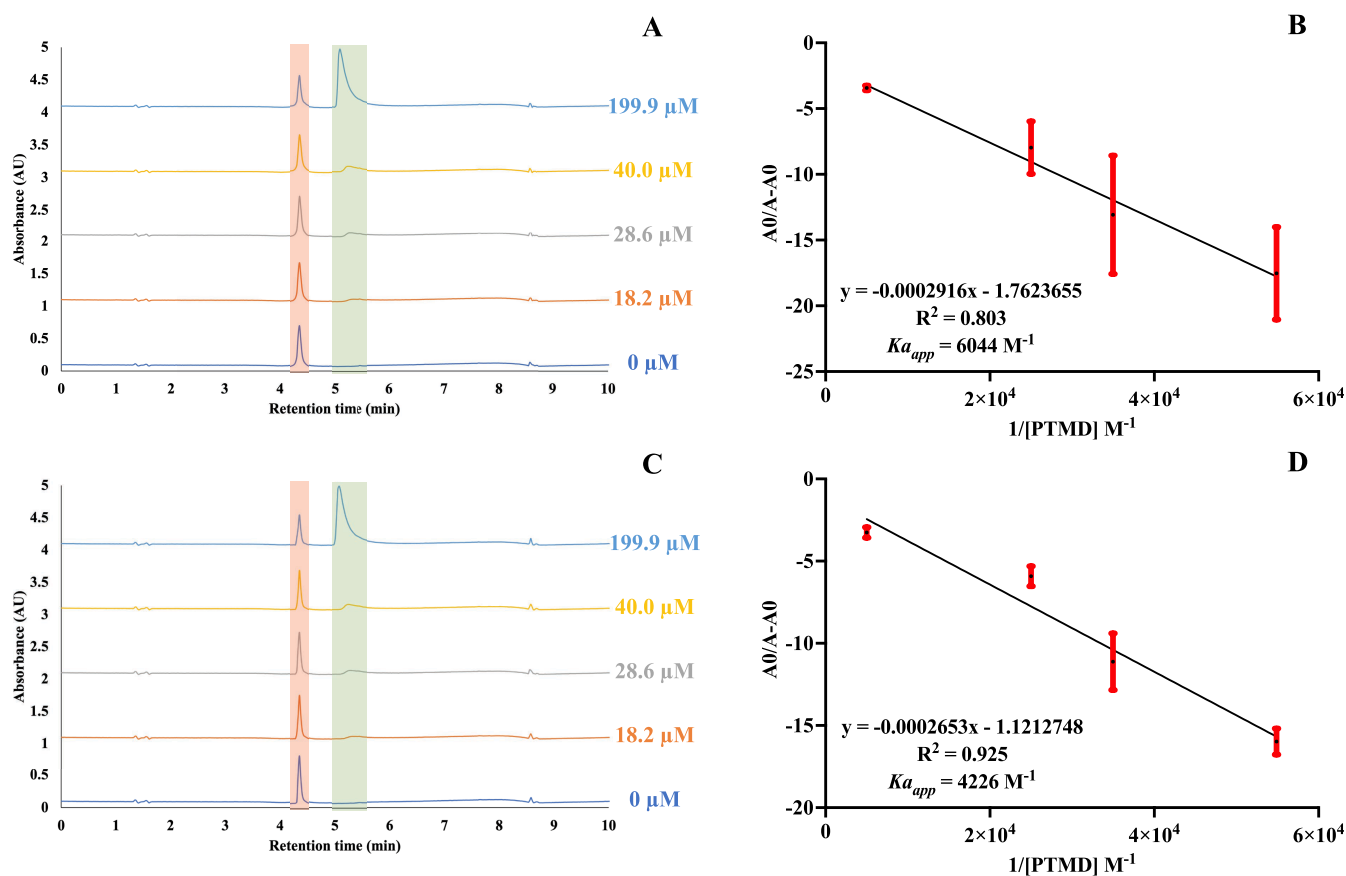 A
5
4.5
4
3.5
3
2.5
2
1.5
1
0.5
0
Absorbance (AU)
199.9 µM
40.0 µM
28.6 µM
18.2 µM
0 µM
0 1 2 3 4 5 6 7 8 9 10
Retention time (min)
B
0
-5
-10
-15
-20
-25
A0/A-A0
y = -0.0002916x - 1.7623655
R² = 0.803
Ka_app = 6044 M⁻¹
0 2×10⁴ 4×10⁴ 6×10⁴
1/[PTMD] M⁻¹
C
5
4.5
4
3.5
3
2.5
2
1.5
1
0.5
0
Absorbance (AU)
199.9 µM
40.0 µM
28.6 µM
18.2 µM
0 µM
0 1 2 3 4 5 6 7 8 9 10
Retention time (min)
D
0
-5
-10
-15
-20
A0/A-A0
y = -0.0002653x - 1.1212748
R² = 0.925
Ka_app = 4226 M⁻¹
0 2×10⁴ 4×10⁴ 6×10⁴
1/[PTMD] M⁻¹